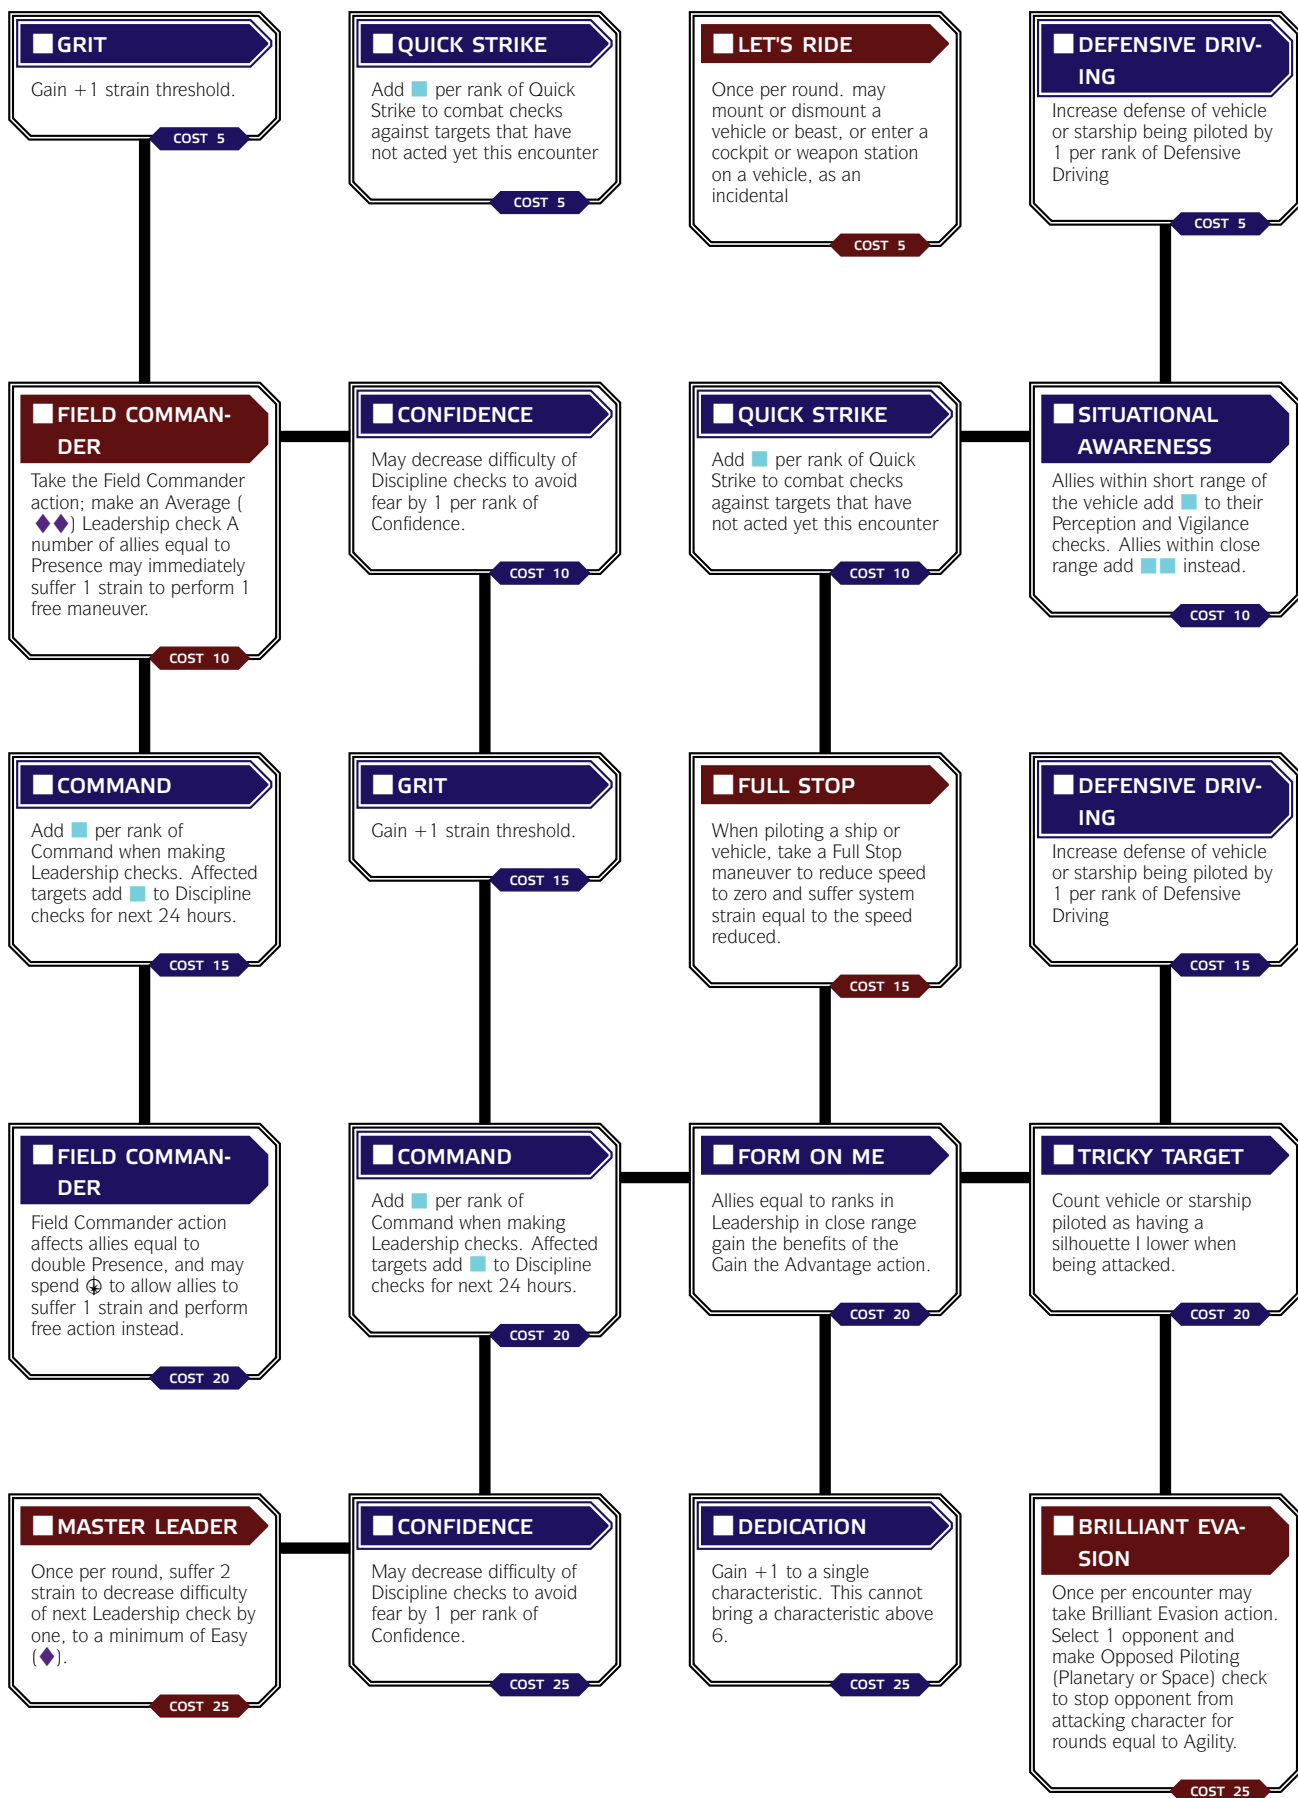 GRIT
Gain +1 strain threshold.
COST 5
QUICK STRIKE
Add per rank of Quick
Strike to combat checks
against targets that have
not acted yet this encounter
COST 5
LET'S RIDE
Once per round. may
mount or dismount a
vehicle or beast, or enter a
cockpit or weapon station
on a vehicle, as an
incidental
COST 5
DEFENSIVE DRIV-
ING
Increase defense of vehicle
or starship being piloted by
1 per rank of Defensive
Driving
COST 5
FIELD COMMAN-
DER
Take the Field Commander
action; make an Average (
) Leadership check A
number of allies equal to
Presence may immediately
suffer 1 strain to perform 1
free maneuver.
COST 10
CONFIDENCE
May decrease difficulty of
Discipline checks to avoid
fear by 1 per rank of
Confidence.
COST 10
QUICK STRIKE
Add per rank of Quick
Strike to combat checks
against targets that have
not acted yet this encounter
COST 10
SITUATIONAL
AWARENESS
Allies within short range of
the vehicle add to their
Perception and Vigilance
checks. Allies within close
range add instead.
COST 10
COMMAND
Add per rank of
Command when making
Leadership checks. Affected
targets add to Discipline
checks for next 24 hours.
COST 15
GRIT
Gain +1 strain threshold.
COST 15
FULL STOP
When piloting a ship or
vehicle, take a Full Stop
maneuver to reduce speed
to zero and suffer system
strain equal to the speed
reduced.
COST 15
DEFENSIVE DRIV-
ING
Increase defense of vehicle
or starship being piloted by
1 per rank of Defensive
Driving
COST 15
FIELD COMMAN-
DER
Field Commander action
affects allies equal to
double Presence, and may
spend to allow allies to
suffer 1 strain and perform
free action instead.
COST 20
COMMAND
Add per rank of
Command when making
Leadership checks. Affected
targets add to Discipline
checks for next 24 hours.
COST 20
FORM ON ME
Allies equal to ranks in
Leadership in close range
gain the benefits of the
Gain the Advantage action.
COST 20
TRICKY TARGET
Count vehicle or starship
piloted as having a
silhouette I lower when
being attacked.
COST 20
MASTER LEADER
Once per round, suffer 2
strain to decrease difficulty
of next Leadership check by
one, to a minimum of Easy
( ).
COST 25
CONFIDENCE
May decrease difficulty of
Discipline checks to avoid
fear by 1 per rank of
Confidence.
COST 25
DEDICATION
Gain +1 to a single
characteristic. This cannot
bring a characteristic above
6.
COST 25
BRILLIANT EVA-
SION
Once per encounter may
take Brilliant Evasion action.
Select 1 opponent and
make Opposed Piloting
(Planetary or Space) check
to stop opponent from
attacking character for
rounds equal to Agility.
COST 25